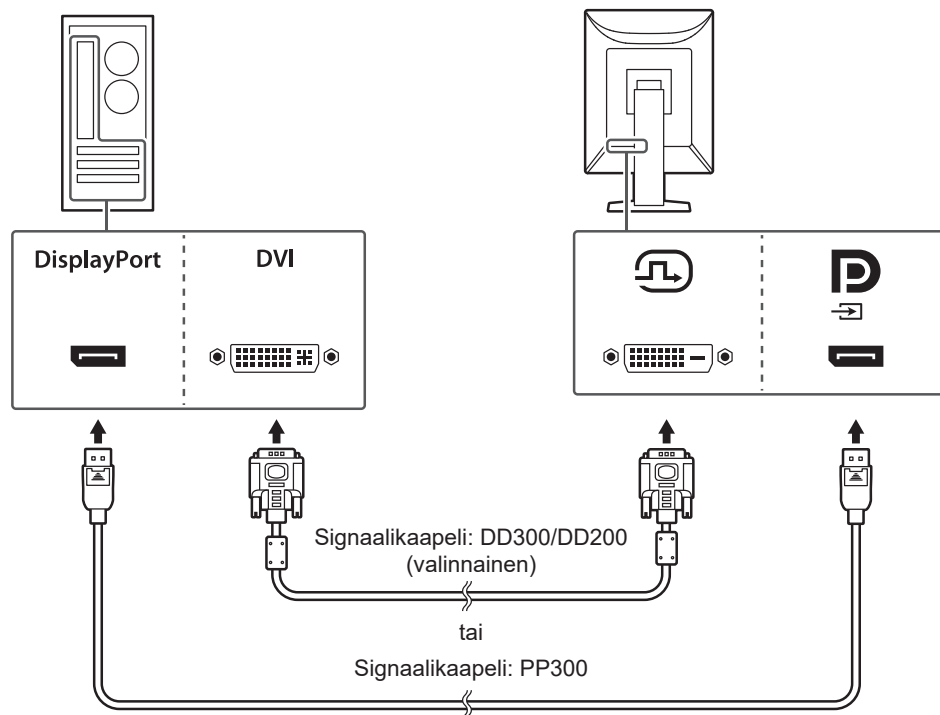 DisplayPort
DVI
Signaalikaapeli: DD300/DD200
(valinnainen)
tai
Signaalikaapeli: PP300